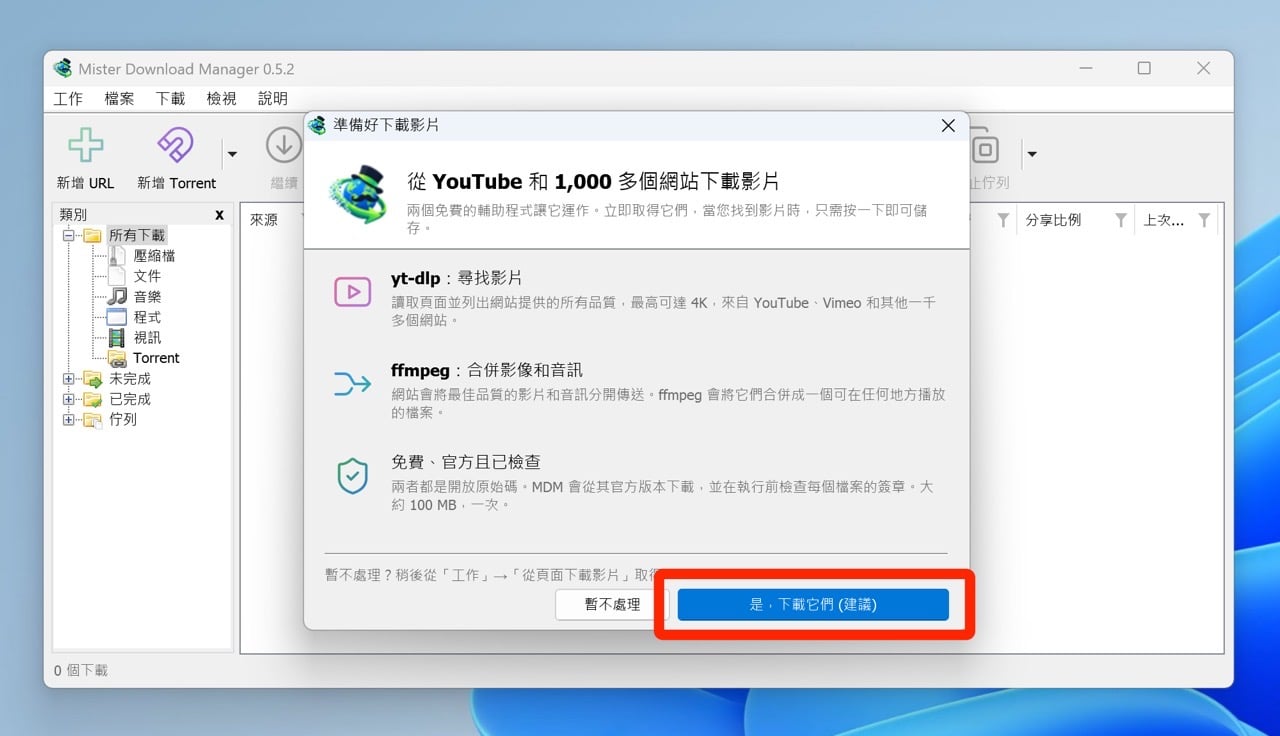 Mister Download Manager 0.5.2
工作 檔案 下載 檢視 說明
準備好下載影片
新增 URL 新增 Torrent 繼續 止佇列
從 YouTube 和 1,000 多個網站下載影片
兩個免費的輔助程式讓它運作。立即取得它們，當您找到影片時，只需按一下即可儲
存。
類別 x
來源 分享比例 上次...
所有下載
壓縮檔
文件
音樂
程式
視訊
Torrent
未完成
已完成
佇列
yt-dlp：尋找影片
讀取頁面並列出網站提供的所有品質，最高可達 4K，來自 YouTube、Vimeo 和其他一千
多個網站。
ffmpeg：合併影像和音訊
網站會將最佳品質的影片和音訊分開傳送。ffmpeg 會將它們合併成一個可在任何地方播放
的檔案。
免費、官方且已檢查
兩者都是開放原始碼。MDM 會從其官方版本下載，並在執行前檢查每個檔案的簽章。大
約 100 MB，一次。
暫不處理？稍後從「工作」→「從頁面下載影片」取得
暫不處理 是，下載它們 (建議)
0 個下載